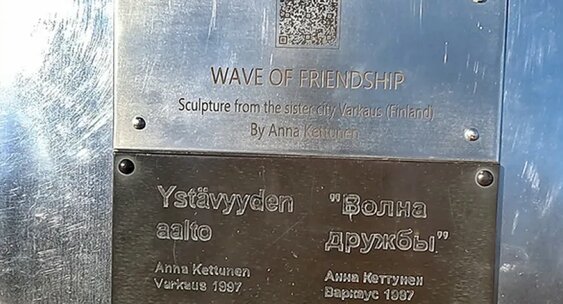 WAVE OF FRIENDSHIP
Sculpture from the sister city Varkaus (Finland)
By Anna Kettunen
Ystävyyden
aalto
Anna Kettunen
Varkaus 1997
"Волна
дружбы"
Анна Кеттунен
Варкаус 1997